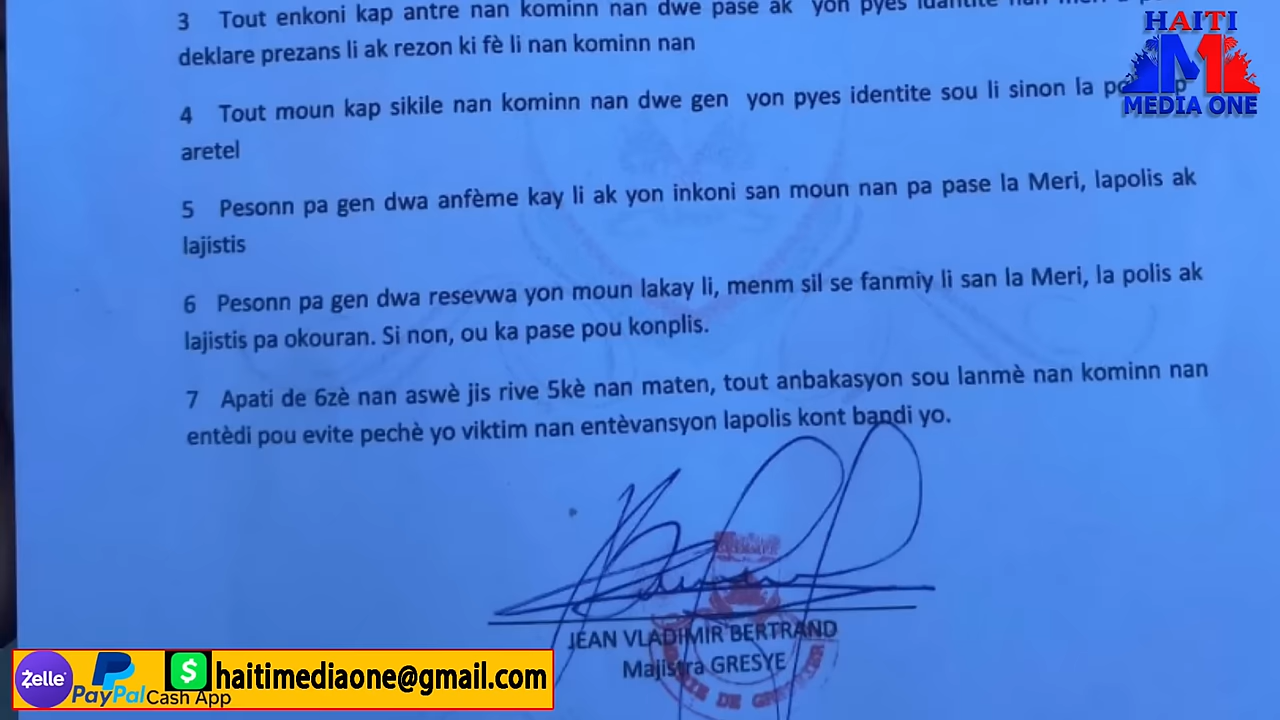 3 Tout enkoni kap antre nan kominn nan dwe pase ak yon pyes idantite nan
deklare prezans li ak rezon ki fè li nan kominn nan
4 Tout moun kap sikile nan kominn nan dwe gen yon pyes identite sou li sinon la
aretel
5 Pesonn pa gen dwa anfème kay li ak yon inkoni san moun nan pa pase la Meri, lapolis ak
lajistis
6 Pesonn pa gen dwa resevwa yon moun lakay li, menm sil se fanmiy li san la Meri, la polis ak
lajistis pa okouran. Si non, ou ka pase pou konplis.
7 Apati de 6zè nan aswè jis rive 5kè nan maten, tout anbakasyon sou lanmè nan kominn nan
entèdi pou evite pechè yo viktim nan entèvansyon lapolis kont bandi yo.
JEAN VLADIMIR BERTRAND
Majistra GRESYE
HAITI
MEDIA ONE
Zelle
PayPal
Cash App
haitimediaone@gmail.com